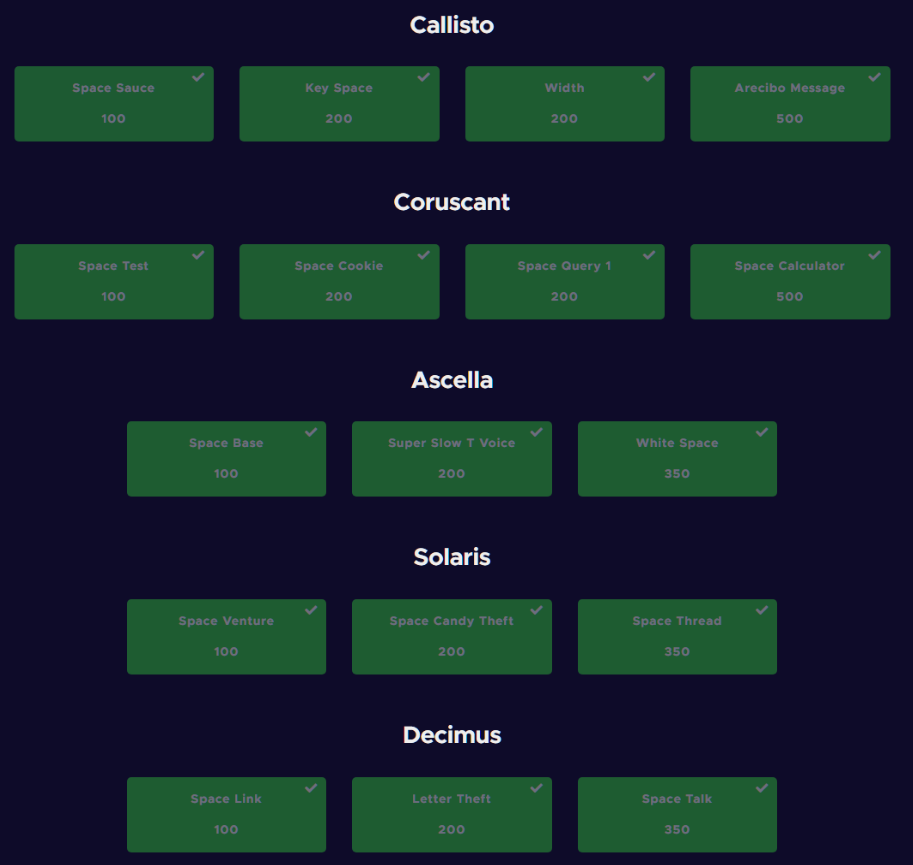 Callisto
Space Sauce
100
Key Space
200
Width
200
Arecibo Message
500
Coruscant
Space Test
100
Space Cookie
200
Space Query 1
200
Space Calculator
500
Ascella
Space Base
100
Super Slow T Voice
200
White Space
350
Solaris
Space Venture
100
Space Candy Theft
200
Space Thread
350
Decimus
Space Link
100
Letter Theft
200
Space Talk
350